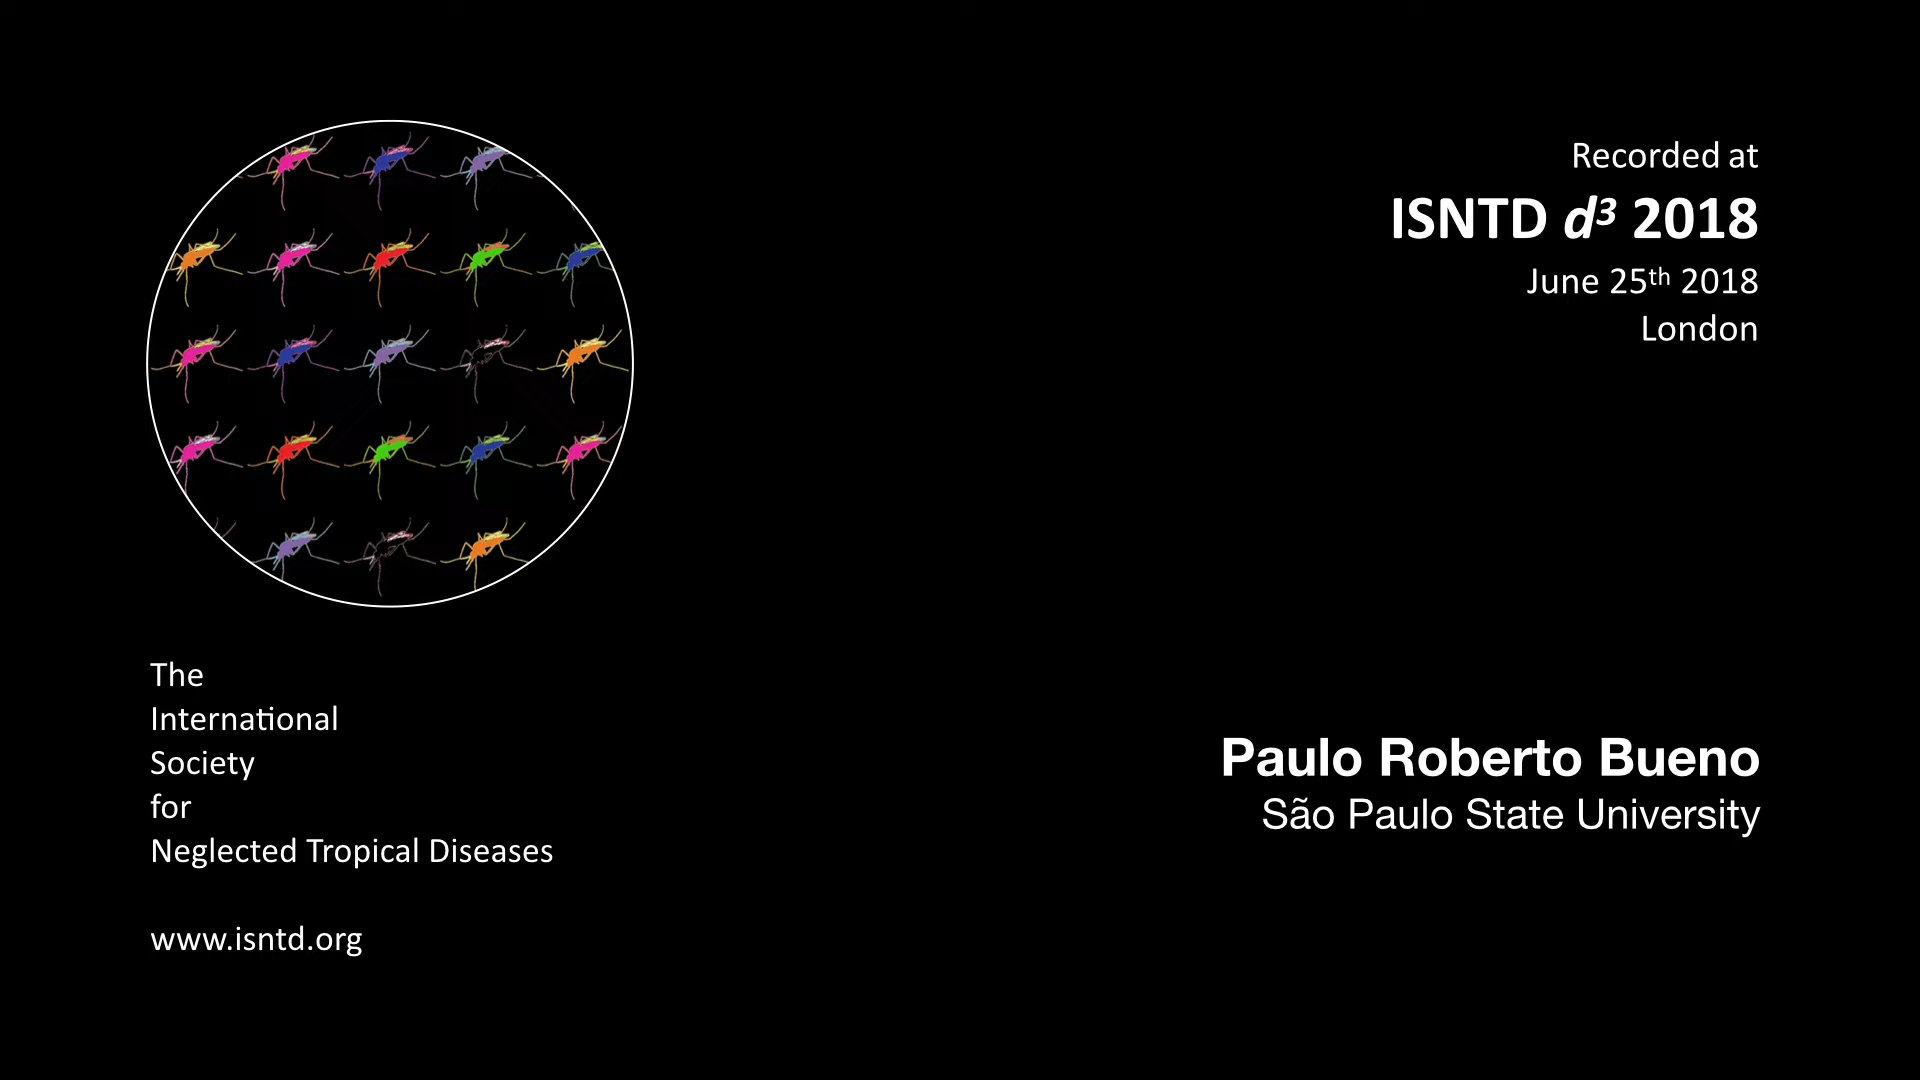 Recorded at
ISNTD d³ 2018
June 25th 2018
London
The
International
Society
for
Neglected Tropical Diseases
www.isntd.org
Paulo Roberto Bueno
São Paulo State University